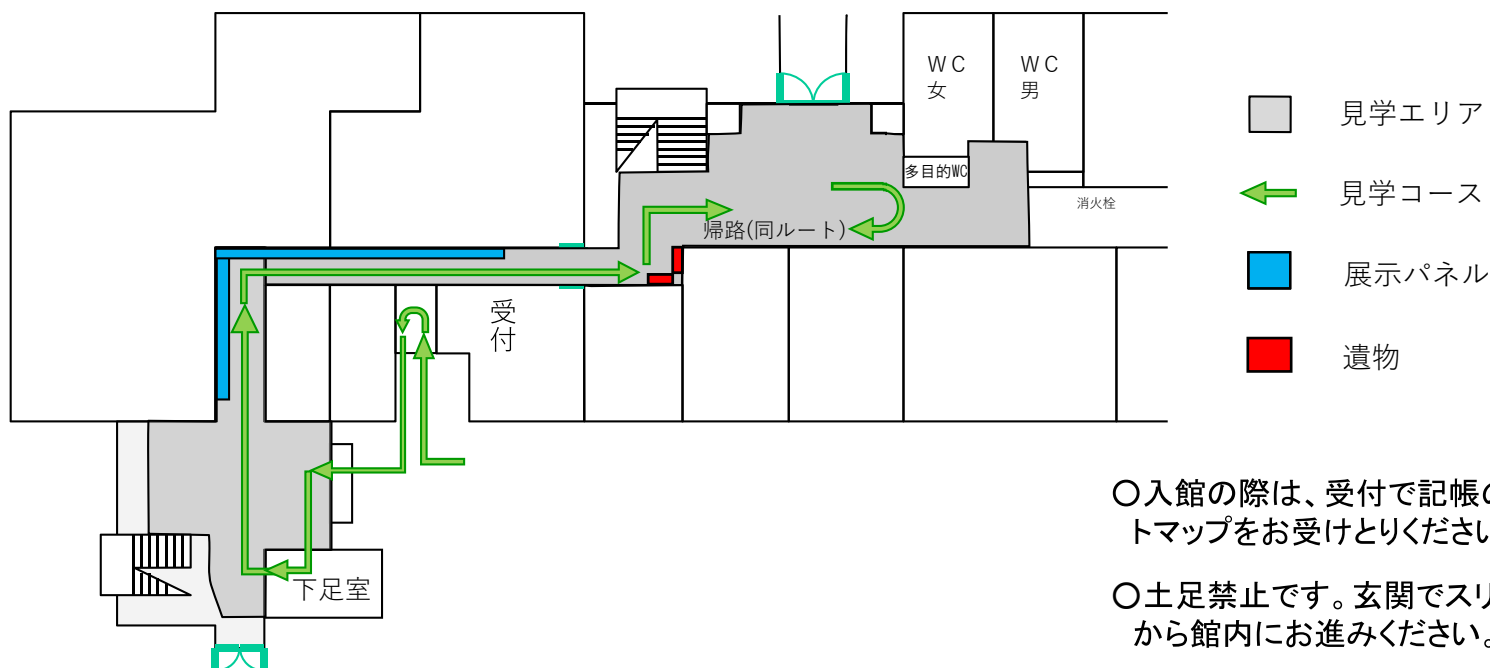 WC
女
WC
男
多目的WC
消火栓
帰路(同ルート)
受付
下足室
見学エリア
見学コース
展示パネル
遺物
○入館の際は、受付で記帳の
トマップをお受けとりください
○土足禁止です。玄関でスリ
から館内にお進みください。